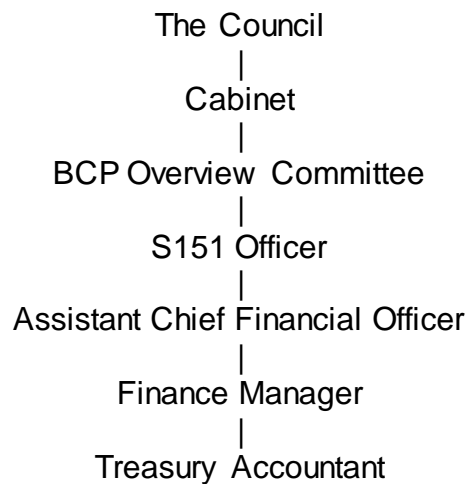 The Council
Cabinet
BCP Overview Committee
S151 Officer
Assistant Chief Financial Officer
Finance Manager
Treasury Accountant